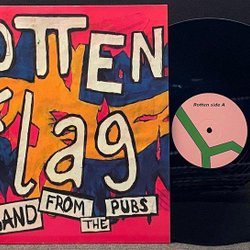 OTTEN
flag
BAND FROM THE PUBS
Rotten side A